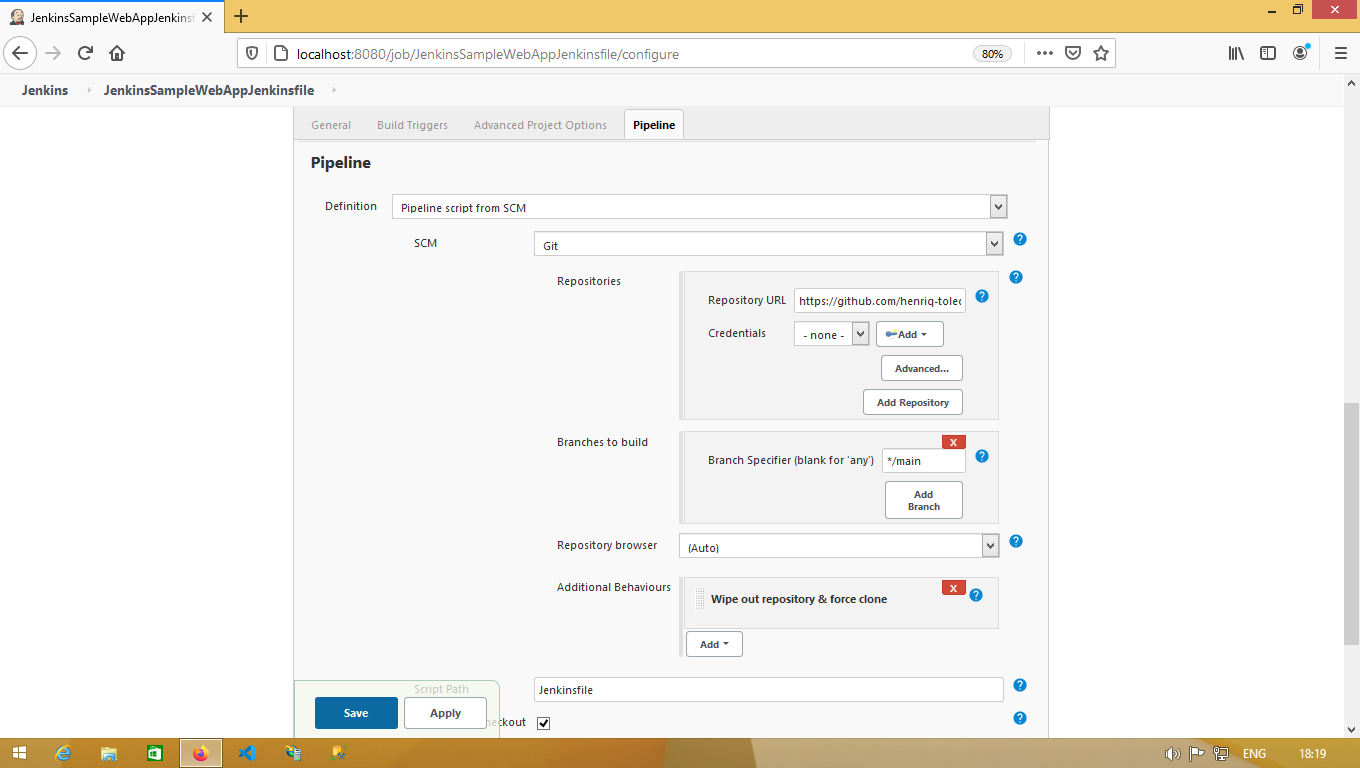 JenkinsSampleWebAppJenkinsf
localhost:8080/job/JenkinsSampleWebAppJenkinsfile/configure
80%
Jenkins
JenkinsSampleWebAppJenkinsfile
General
Build Triggers
Advanced Project Options
Pipeline
Pipeline
Definition
Pipeline script from SCM
SCM
Git
Repositories
Repository URL
https://github.com/henriq-toled
Credentials
- none -
Add
Advanced...
Add Repository
Branches to build
X
Branch Specifier (blank for 'any')
*/main
Add
Branch
Repository browser
(Auto)
Additional Behaviours
X
Wipe out repository & force clone
Add
Script Path
Jenkinsfile
Save
Apply
eckout
ENG
18:19